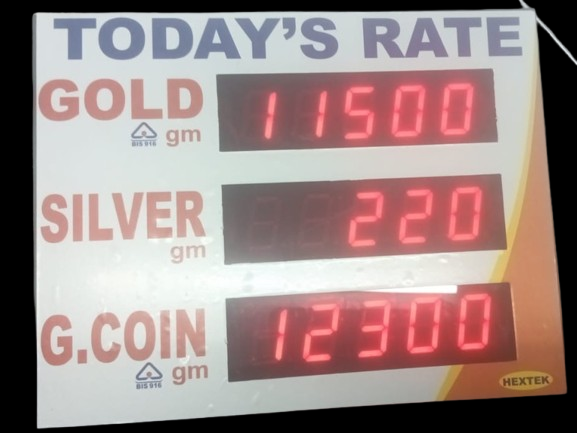 TODAY'S RATE
GOLD 11500
BIS 916 gm
SILVER 220
gm
G.COIN 12300
BIS 916 gm
HEXTEK